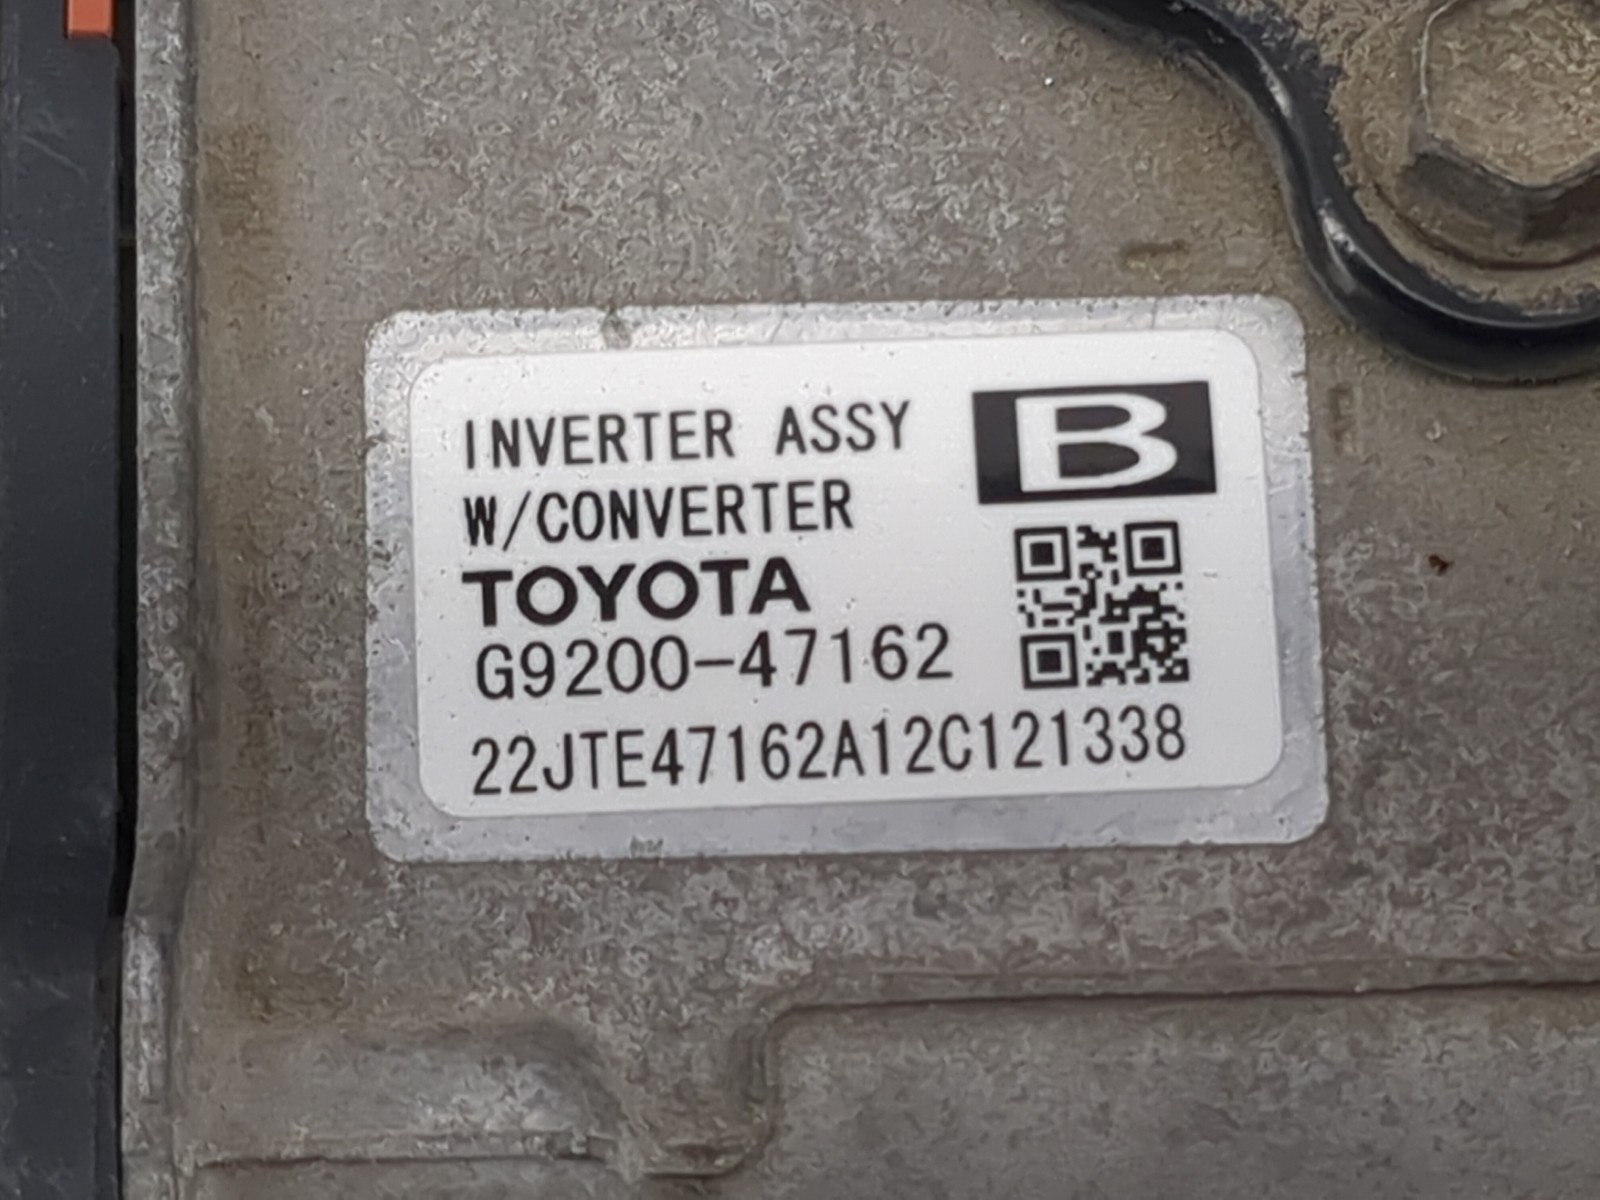 INVERTER ASSY
B
W/CONVERTER
TOYOTA
G9200-47162
22JTE47162A12C121338